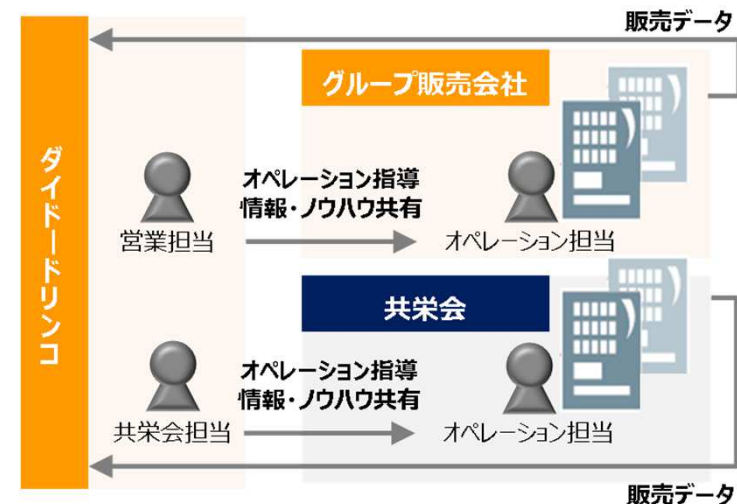 販売データ
グループ販売会社
ダイドードリンコ
オペレーション指導
情報・ノウハウ共有
営業担当
オペレーション担当
共栄会
オペレーション指導
情報・ノウハウ共有
共栄会担当
オペレーション担当
販売データ